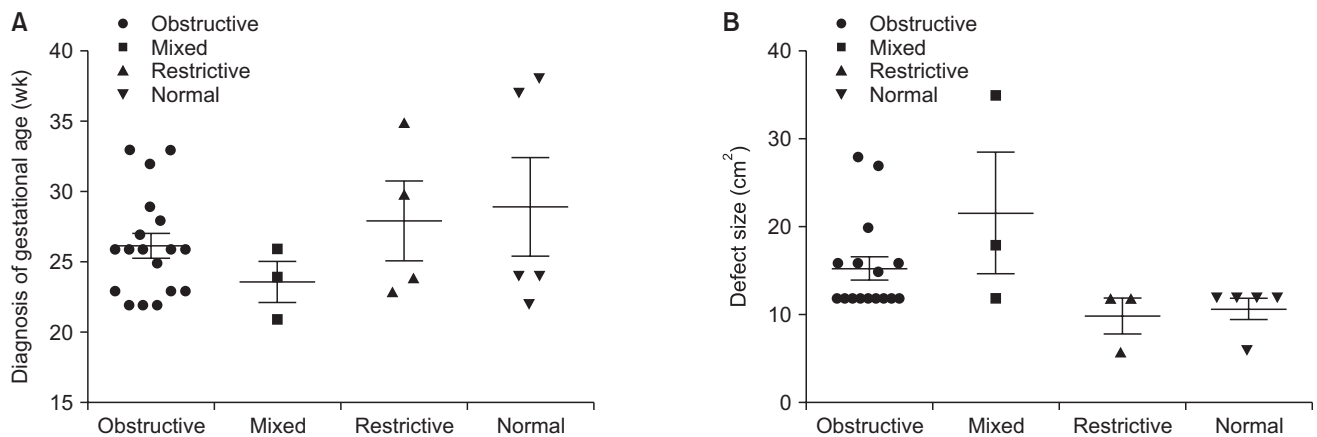 A
Obstructive
Mixed
Restrictive
Normal
Diagnosis of gestational age (wk)
40
35
30
25
20
15
Obstructive Mixed Restrictive Normal
B
Obstructive
Mixed
Restrictive
Normal
Defect size (cm²)
40
30
20
10
0
Obstructive Mixed Restrictive Normal